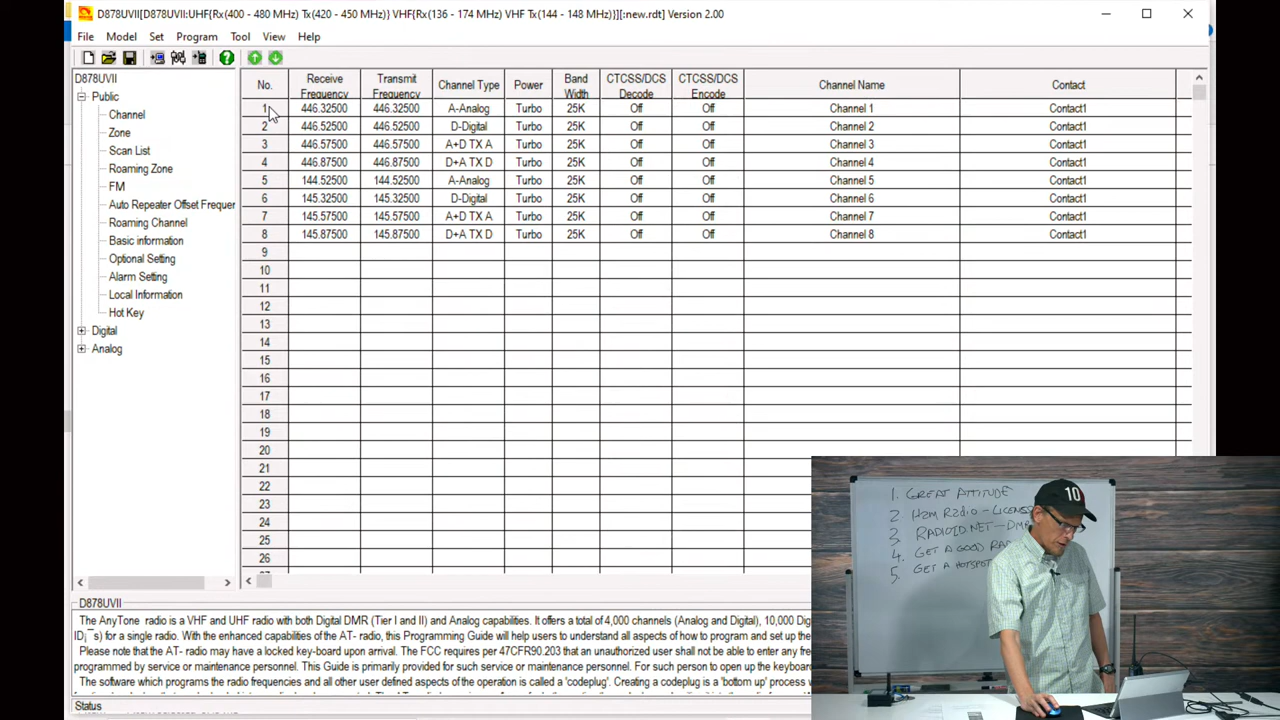 D878UVII[D878UVII:UHF{Rx(400 - 480 MHz) Tx(420 - 450 MHz)} VHF{Rx(136 - 174 MHz) VHF Tx(144 - 148 MHz)}][:new.rdt] Version 2.00
File Model Set Program Tool View Help
D878UVII
Public
Channel
Zone
Scan List
Roaming Zone
FM
Auto Repeater Offset Frequen
Roaming Channel
Basic information
Optional Setting
Alarm Setting
Local Information
Hot Key
Digital
Analog
No. Receive Frequency Transmit Frequency Channel Type Power Band Width CTCSS/DCS Decode CTCSS/DCS Encode Channel Name Contact
1 446.32500 446.32500 A-Analog Turbo 25K Off Off Channel 1 Contact1
2 446.52500 446.52500 D-Digital Turbo 25K Off Off Channel 2 Contact1
3 446.57500 446.57500 A+D TX A Turbo 25K Off Off Channel 3 Contact1
4 446.87500 446.87500 D+A TX D Turbo 25K Off Off Channel 4 Contact1
5 144.52500 144.52500 A-Analog Turbo 25K Off Off Channel 5 Contact1
6 145.32500 145.32500 D-Digital Turbo 25K Off Off Channel 6 Contact1
7 145.57500 145.57500 A+D TX A Turbo 25K Off Off Channel 7 Contact1
8 145.87500 145.87500 D+A TX D Turbo 25K Off Off Channel 8 Contact1
9
10
11
12
13
14
15
16
17
18
19
20
21
22
23
24
25
26
D878UVII
The AnyTone radio is a VHF and UHF radio with both Digital DMR (Tier I and II) and Analog capabilities. It offers a total of 4,000 channels (Analog and Digital), 10,000 Dig
ID¡¯s) for a single radio. With the enhanced capabilities of the AT- radio, this Programming Guide will help users to understand all aspects of how to program and set up the
Please note that the AT- radio may have a locked key-board upon arrival. The FCC requires per 47CFR90.203 that an unauthorized user shall not be able to enter any fre
programmed by service or maintenance personnel. This Guide is primarily provided for such service or maintenance personnel. For such person to open up the keyboard
The software which programs the radio frequencies and all other user defined aspects of the operation is called a 'codeplug'. Creating a codeplug is a 'bottom up' process
Status
1. GREAT ATTITUDE
2. HAM RADIO - LICENS
3. RADIOID.NET - DMR
4. GET A GOOD RA
5. GET A HOTSPOT
10